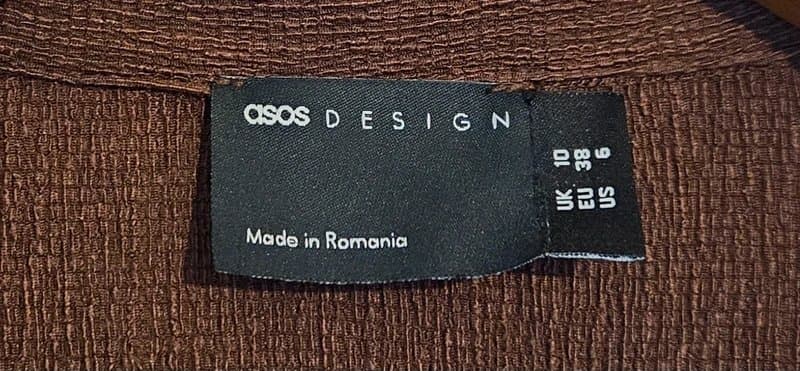 asos DESIGN
Made in Romania
UK 10
EU 38
US 6